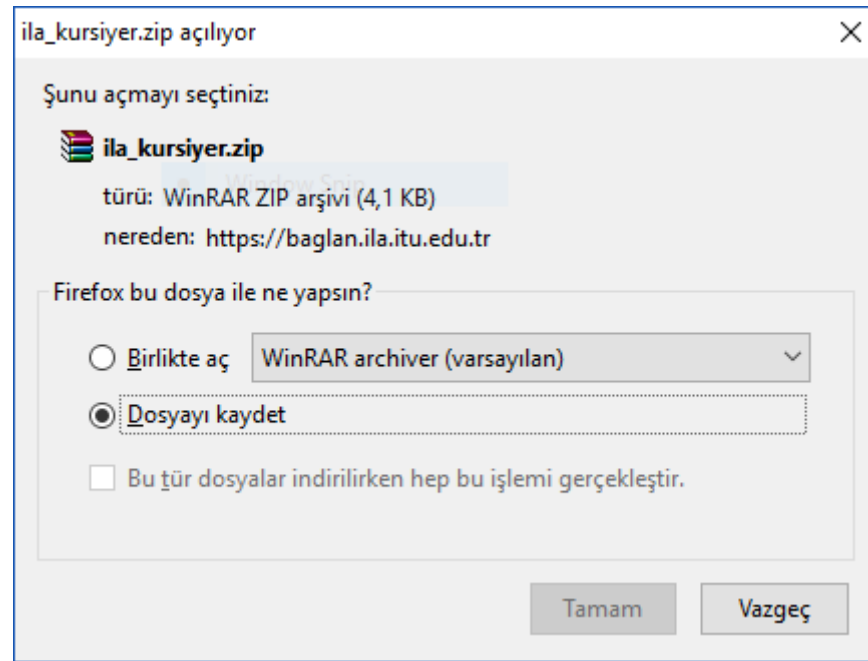 ila_kursiyer.zip açılıyor
Şunu açmayı seçtiniz:
ila_kursiyer.zip
Window Snip
türü: WinRAR ZIP arşivi (4,1 KB)
nereden: https://baglan.ila.itu.edu.tr
Firefox bu dosya ile ne yapsın?
Birlikte aç WinRAR archiver (varsayılan)
Dosyayı kaydet
Bu tür dosyalar indirilirken hep bu işlemi gerçekleştir.
Tamam Vazgeç